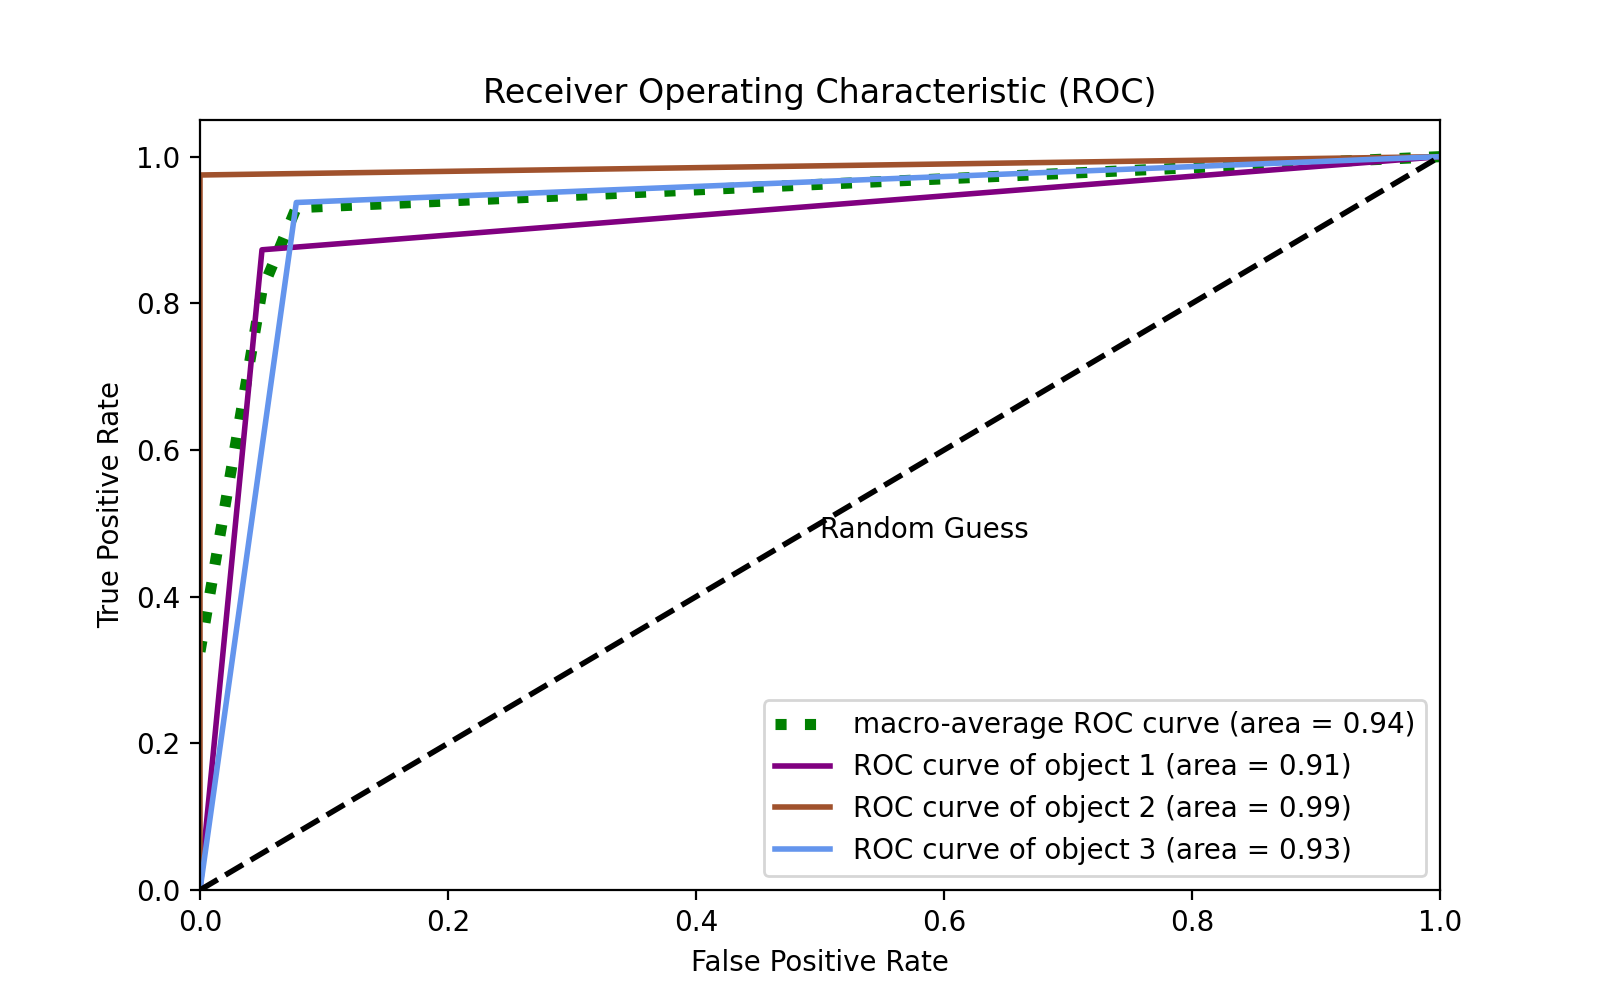 Receiver Operating Characteristic (ROC)
1.0
0.8
0.6
0.4
0.2
0.0
True Positive Rate
Random Guess
macro-average ROC curve (area = 0.94)
ROC curve of object 1 (area = 0.91)
ROC curve of object 2 (area = 0.99)
ROC curve of object 3 (area = 0.93)
0.0 0.2 0.4 0.6 0.8 1.0
False Positive Rate